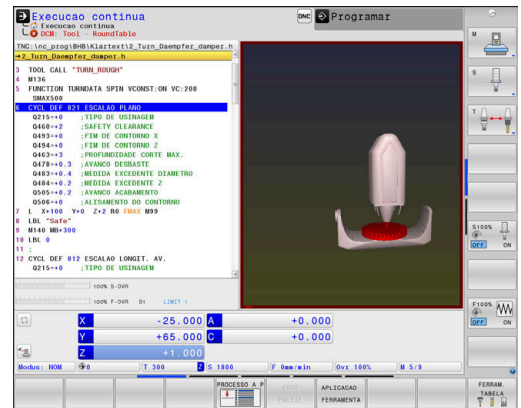 Execucao continua
Execucao continua
DCM: Tool - RoundTable
DNC
Programar
TNC:\nc_prog\BHB\Klartext\2_Turn_Daempfer_damper.h
→2_Turn_Daempfer_damper.h
3 TOOL CALL "TURN_ROUGH"
4 M136
5 FUNCTION TURNDATA SPIN VCONST:ON VC:200
SMAX500
6 CYCL DEF 821 ESCALAO PLANO
Q215=+0 ;TIPO DE USINAGEM
Q460=+2 ;SAFETY CLEARANCE
Q493=+0 ;FIM DE CONTORNO X
Q494=+0 ;FIM DE CONTORNO Z
Q463=+3 ;PROFUNDIDADE CORTE MAX.
Q478=+0.3 ;AVANCO DESBASTE
Q483=+0.4 ;MEDIDA EXCEDENTE DIAMETRO
Q484=+0.2 ;MEDIDA EXCEDENTE Z
Q505=+0.2 ;AVANCO ACABAMENTO
Q506=+0 ;ALISAMENTO DO CONTORNO
7 L X+100 Y+0 Z+2 R0 FMAX M99
8 LBL "Safe"
9 M140 MB+300
10 LBL 0
11 ;
12 CYCL DEF 812 ESCALAO LONGIT. AV.
Q215=+0 ;TIPO DE USINAGEM
100% S-OVR
100% F-OVR S1 LIMIT 1
X -25.000 A +0.000
Y +65.000 C +0.000
Z +1.000
Modus: NOM 0 T 300 Z S 1800 F 0mm/min Ovr 100% M 5/9
M
S
T
S100%
OFF ON
F100%
OFF ON
PROCESSO A P
EDIT.
PALETE
APLICACAO
FERRAMENTA
FERRAM.
TABELA